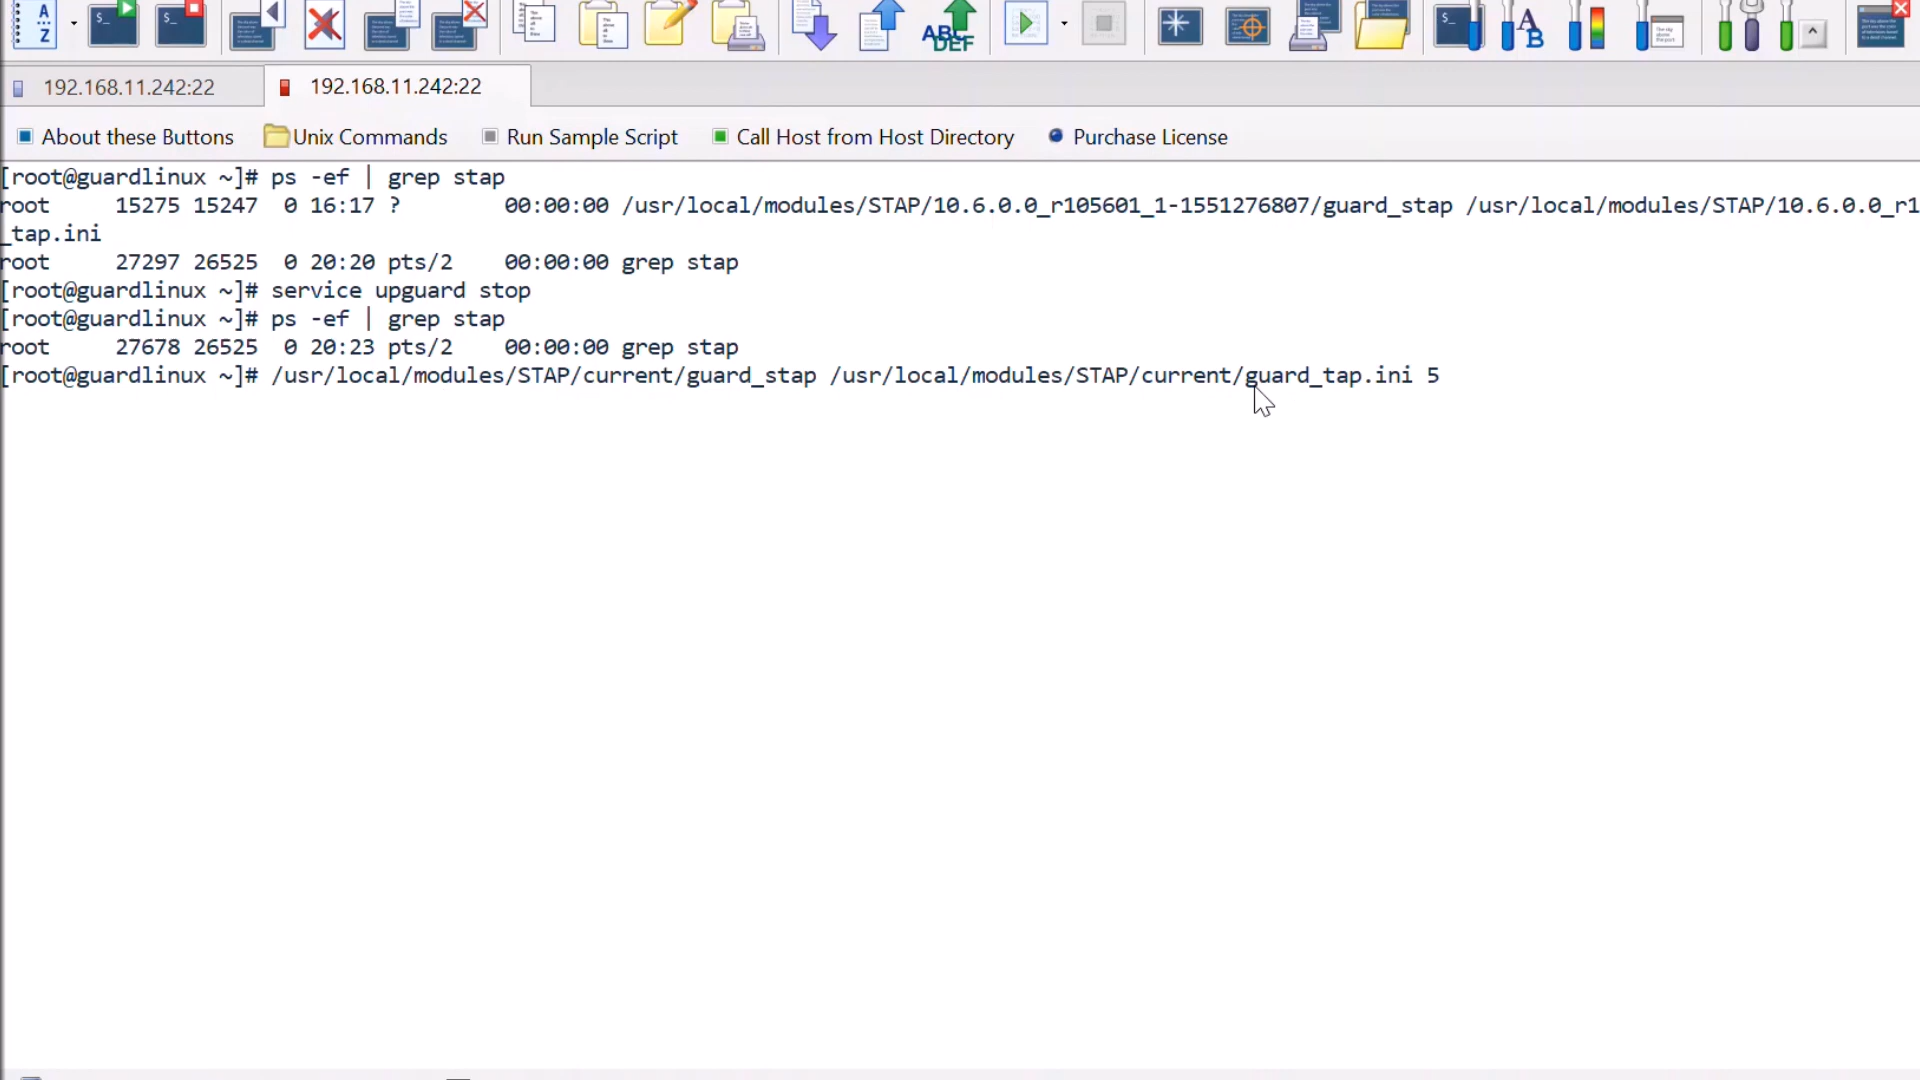 A
Z
ABC
DEF
A
B
192.168.11.242:22
192.168.11.242:22
About these Buttons
Unix Commands
Run Sample Script
Call Host from Host Directory
Purchase License
[root@guardlinux ~]# ps -ef | grep stap
root     15275 15247  0 16:17 ?        00:00:00 /usr/local/modules/STAP/10.6.0.0_r105601_1-1551276807/guard_stap /usr/local/modules/STAP/10.6.0.0_r1
_tap.ini
root     27297 26525  0 20:20 pts/2    00:00:00 grep stap
[root@guardlinux ~]# service upguard stop
[root@guardlinux ~]# ps -ef | grep stap
root     27678 26525  0 20:23 pts/2    00:00:00 grep stap
[root@guardlinux ~]# /usr/local/modules/STAP/current/guard_stap /usr/local/modules/STAP/current/guard_tap.ini 5